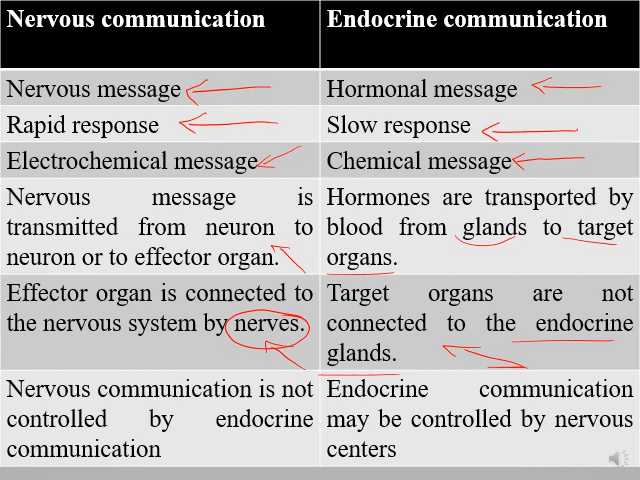 Nervous communication
Endocrine communication
Nervous message
Hormonal message
Rapid response
Slow response
Electrochemical message
Chemical message
Nervous message is
transmitted from neuron to
neuron or to effector organ.
Hormones are transported by
blood from glands to target
organs.
Effector organ is connected to
the nervous system by nerves.
Target organs are not
connected to the endocrine
glands.
Nervous communication is not
controlled by endocrine
communication
Endocrine communication
may be controlled by nervous
centers